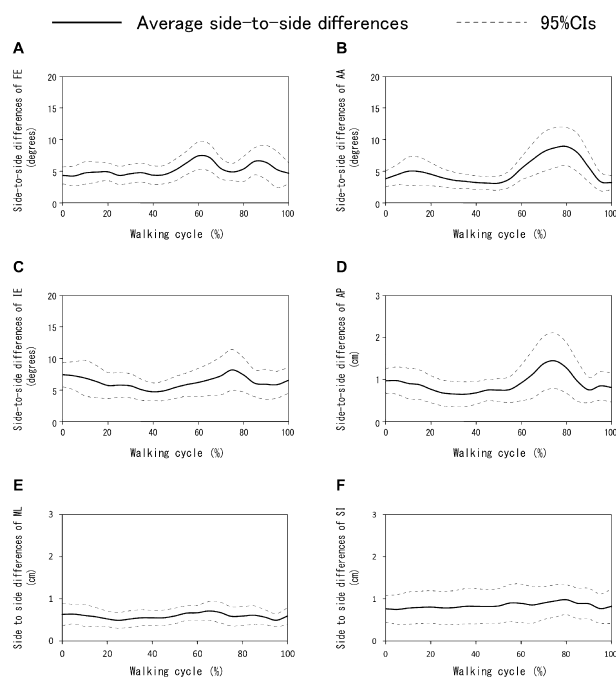 Average side-to-side differences
95%CIs
A
Side-to-side differences of FE
(degrees)
20
15
10
5
0
0
20
40
60
80
100
Walking cycle (%)
B
Side-to-side differences of AA
(degrees)
20
15
10
5
0
0
20
40
60
80
100
Walking cycle (%)
C
Side-to-side differences of IE
(degrees)
20
15
10
5
0
0
20
40
60
80
100
Walking cycle (%)
D
Side-to-side differences of AP
(cm)
3
2
1
0
0
20
40
60
80
100
Walking cycle (%)
E
Side to side differences of ML
(cm)
3
2
1
0
0
20
40
60
80
100
Walking cycle (%)
F
Side to side differences of SI
(cm)
3
2
1
0
0
20
40
60
80
100
Walking cycle (%)